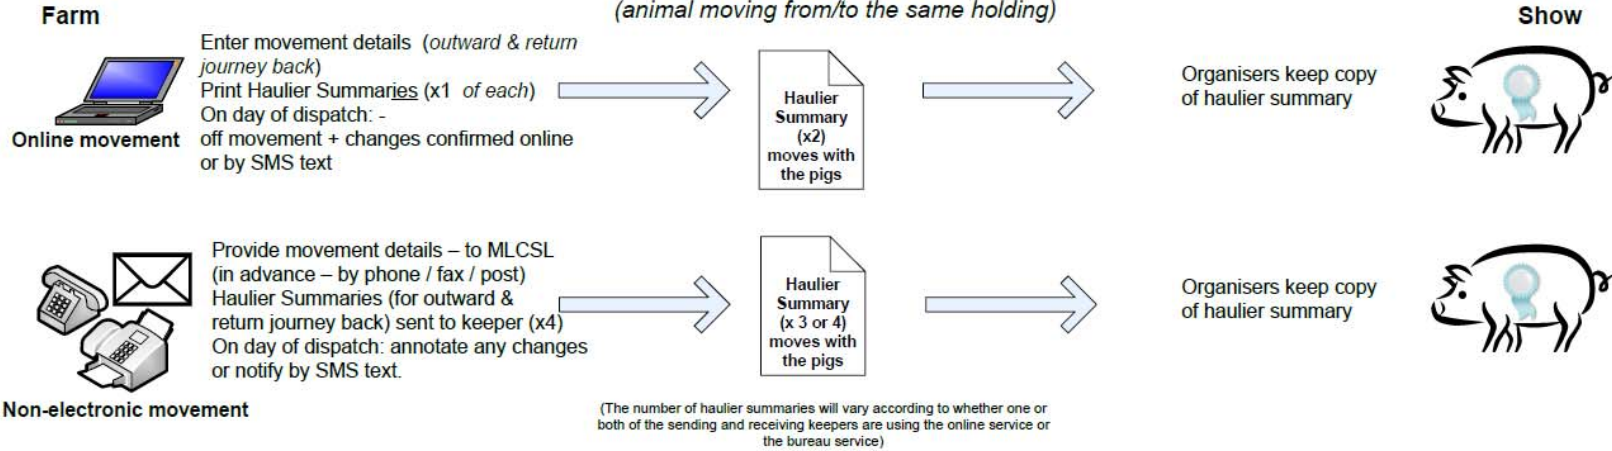 Farm
(animal moving from/to the same holding)
Show
Enter movement details (outward & return
journey back)
Print Haulier Summaries (x1 of each)
On day of dispatch: -
off movement + changes confirmed online
or by SMS text
Online movement
Haulier
Summary
(x2)
moves with
the pigs
Organisers keep copy
of haulier summary
Provide movement details – to MLCSL
(in advance – by phone / fax / post)
Haulier Summaries (for outward &
return journey back) sent to keeper (x4)
On day of dispatch: annotate any changes
or notify by SMS text.
Non-electronic movement
Haulier
Summary
(x 3 or 4)
moves with
the pigs
Organisers keep copy
of haulier summary
(The number of haulier summaries will vary according to whether one or
both of the sending and receiving keepers are using the online service or
the bureau service)